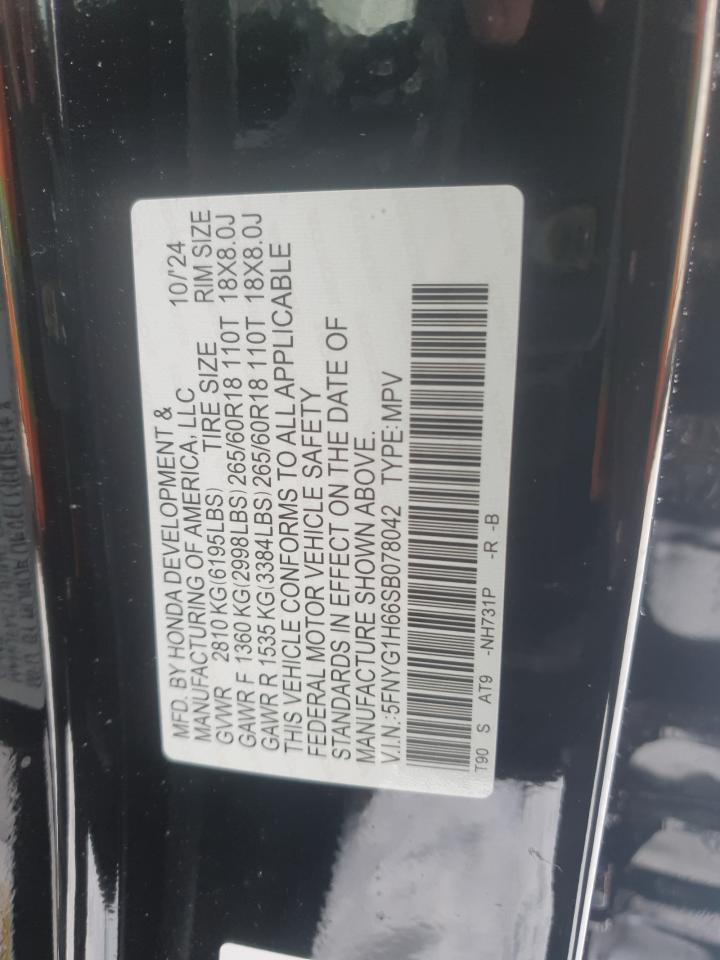 MFD. BY HONDA DEVELOPMENT &
MANUFACTURING OF AMERICA, LLC 10/'24
GVWR 2810 KG(6195LBS) TIRE SIZE RIM SIZE
GAWR F 1360 KG(2998LBS) 265/60R18 110T 18X8.0J
GAWR R 1535 KG(3384LBS) 265/60R18 110T 18X8.0J
THIS VEHICLE CONFORMS TO ALL APPLICABLE
FEDERAL MOTOR VEHICLE SAFETY
STANDARDS IN EFFECT ON THE DATE OF
MANUFACTURE SHOWN ABOVE.
V.I.N.:5FNYG1H66SB078042 TYPE:MPV
T90 S AT9 -NH731P -R -B